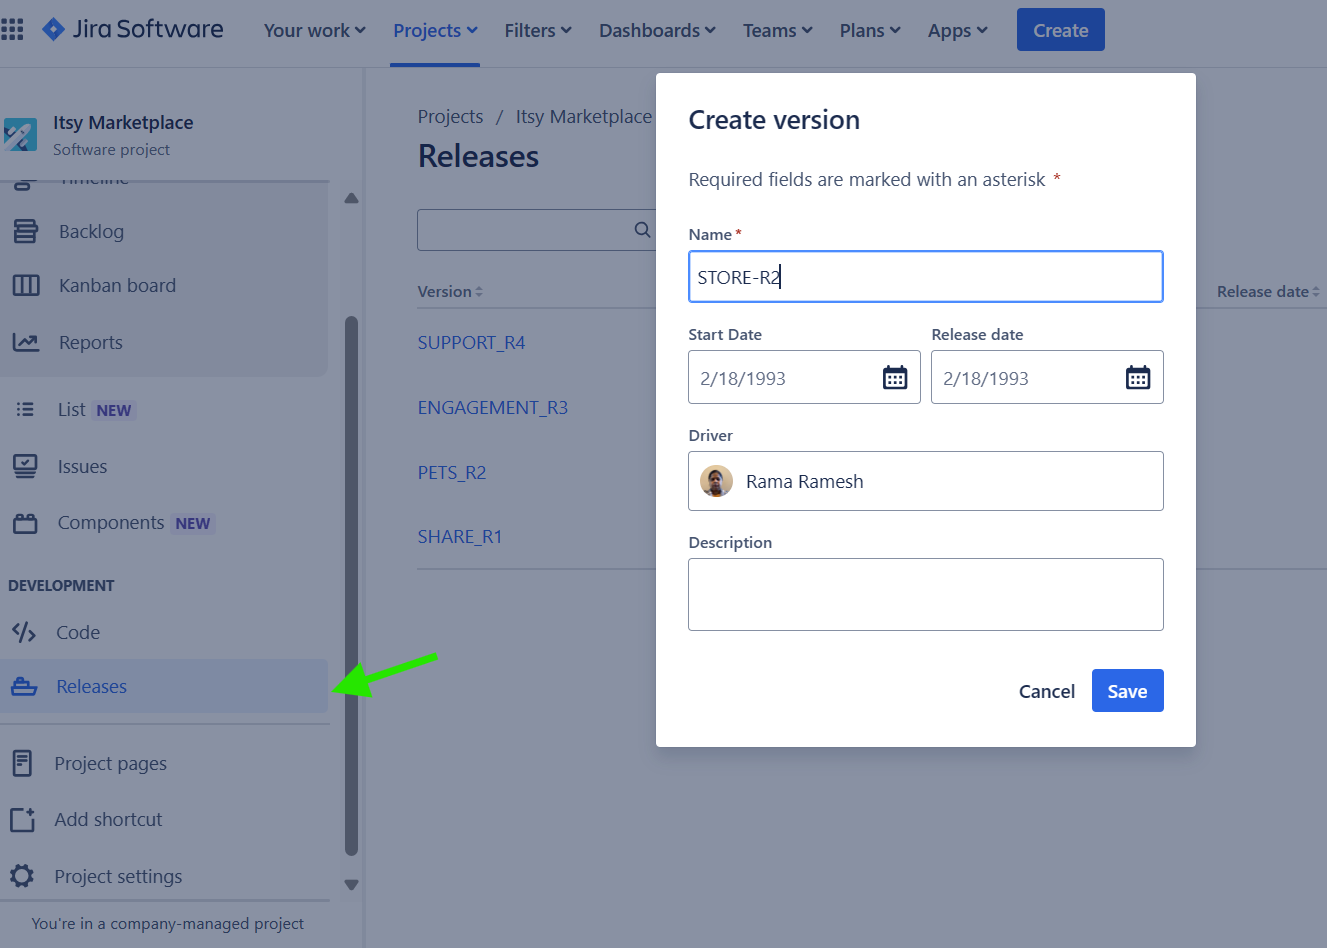 Jira Software
Your work
Projects
Filters
Dashboards
Teams
Plans
Apps
Create
Itsy Marketplace
Software project
Timeline
Backlog
Kanban board
Reports
List NEW
Issues
Components NEW
DEVELOPMENT
Code
Releases
Project pages
Add shortcut
Project settings
You're in a company-managed project
Projects / Itsy Marketplace
Releases
Version
Release date
SUPPORT_R4
ENGAGEMENT_R3
PETS_R2
SHARE_R1
Create version
Required fields are marked with an asterisk *
Name *
STORE-R2
Start Date
Release date
2/18/1993
2/18/1993
Driver
Rama Ramesh
Description
Cancel
Save